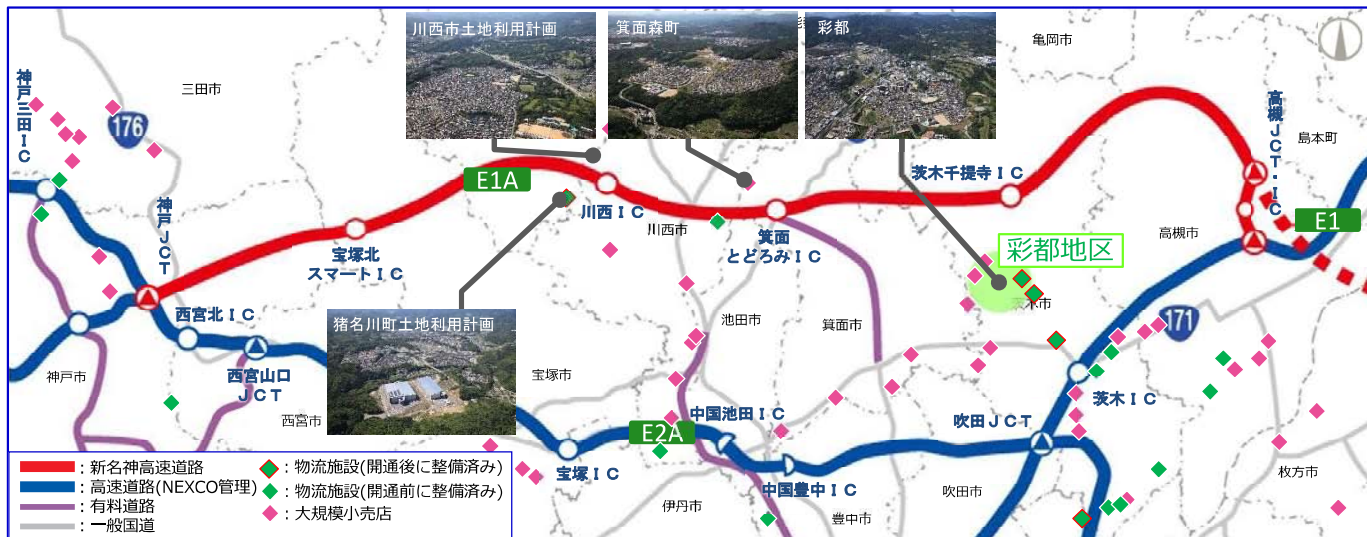 川西市土地利用計画
箕面森町
彩都
亀岡市
神戸三田ＩＣ
三田市
176
高槻ＪＣＴ・ＩＣ
島本町
E1A
茨木千提寺ＩＣ
E1
神戸ＪＣＴ
川西ＩＣ
川西市
宝塚北
スマートＩＣ
箕面
とどろみＩＣ
高槻市
彩都地区
茨木市
西宮北ＩＣ
猪名川町土地利用計画
池田市
箕面市
171
神戸市
西宮山口
ＪＣＴ
宝塚市
茨木ＩＣ
西宮市
中国池田ＩＣ
吹田ＪＣＴ
E2A
宝塚ＩＣ
中国豊中ＩＣ
吹田市
枚方市
伊丹市
豊中市
：新名神高速道路
：高速道路(NEXCO管理)
：有料道路
：一般国道
：物流施設(開通後に整備済み)
：物流施設(開通前に整備済み)
：大規模小売店